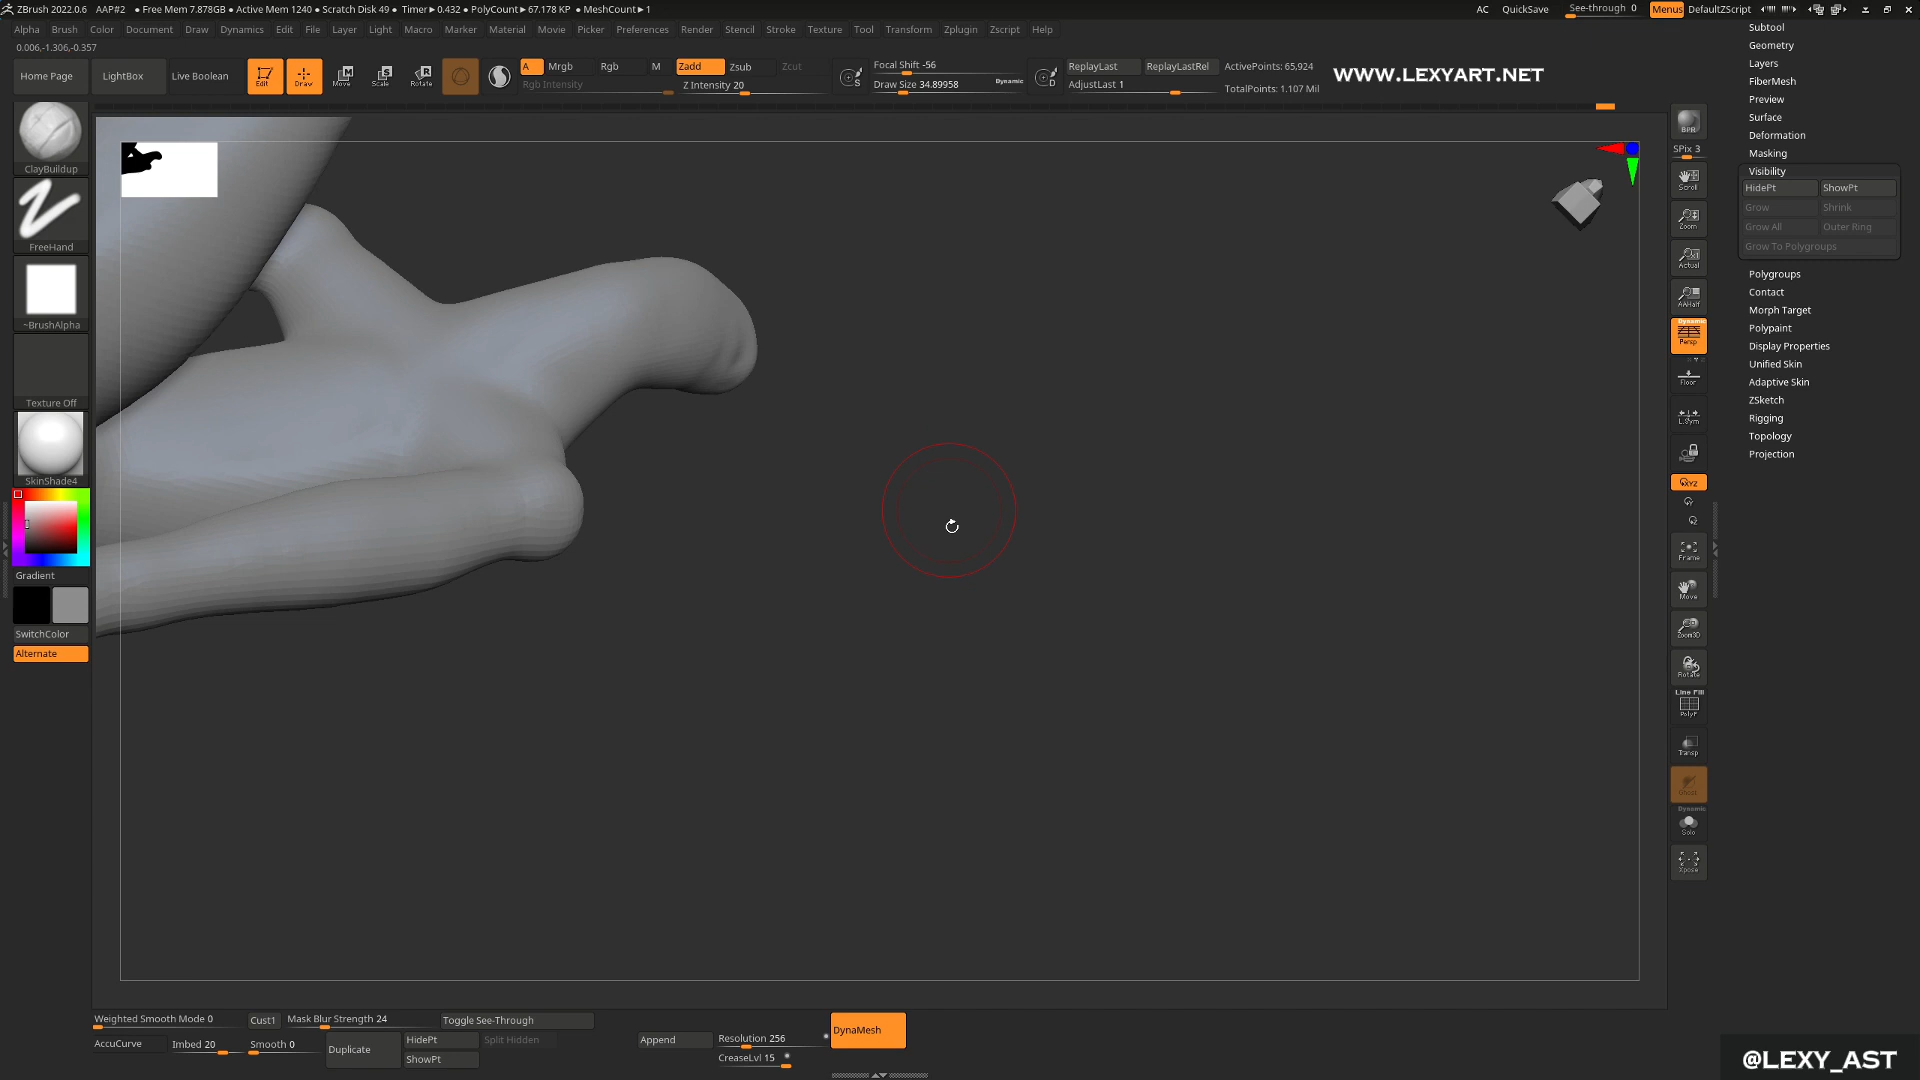 ZBrush 2022.0.6 AAP#2 ● Free Mem 7.878GB ● Active Mem 1240 ● Scratch Disk 49 ● Timer►0.432 ● PolyCount►67.178 KP ● MeshCount►1 AC QuickSave See-through 0 Menus DefaultZScript
Alpha Brush Color Document Draw Dynamics Edit File Layer Light Macro Marker Material Movie Picker Preferences Render Stencil Stroke Texture Tool Transform Zplugin Zscript Help
0.006,-1.306,-0.357
Home Page LightBox Live Boolean Edit Draw Move Scale Rotate
A Mrgb Rgb M Zadd Zsub Zcut
Rgb Intensity Z Intensity 20
Focal Shift -56
Draw Size 34.89958 Dynamic
ReplayLast ReplayLastRel ActivePoints: 65,924
AdjustLast 1 TotalPoints: 1.107 Mil
WWW.LEXYART.NET
ClayBuildup
FreeHand
~BrushAlpha
Texture Off
SkinShade4
Gradient
SwitchColor
Alternate
BPR
SPix 3
Scroll
Zoom
Actual
AAHalf
Dynamic
Persp
Floor
L.Sym
XYZ
Frame
Move
Zoom3D
Rotate
Line Fill
PolyF
Transp
Ghost
Dynamic
Solo
Xpose
Subtool
Geometry
Layers
FiberMesh
Preview
Surface
Deformation
Masking
Visibility
HidePt ShowPt
Grow Shrink
Grow All Outer Ring
Grow To Polygroups
Polygroups
Contact
Morph Target
Polypaint
Display Properties
Unified Skin
Adaptive Skin
ZSketch
Rigging
Topology
Projection
Weighted Smooth Mode 0 Cust1 Mask Blur Strength 24 Toggle See-Through
AccuCurve Imbed 20 Smooth 0 Duplicate HidePt Split Hidden
ShowPt
Append Resolution 256 DynaMesh
CreaseLvl 15
@LEXY_AST